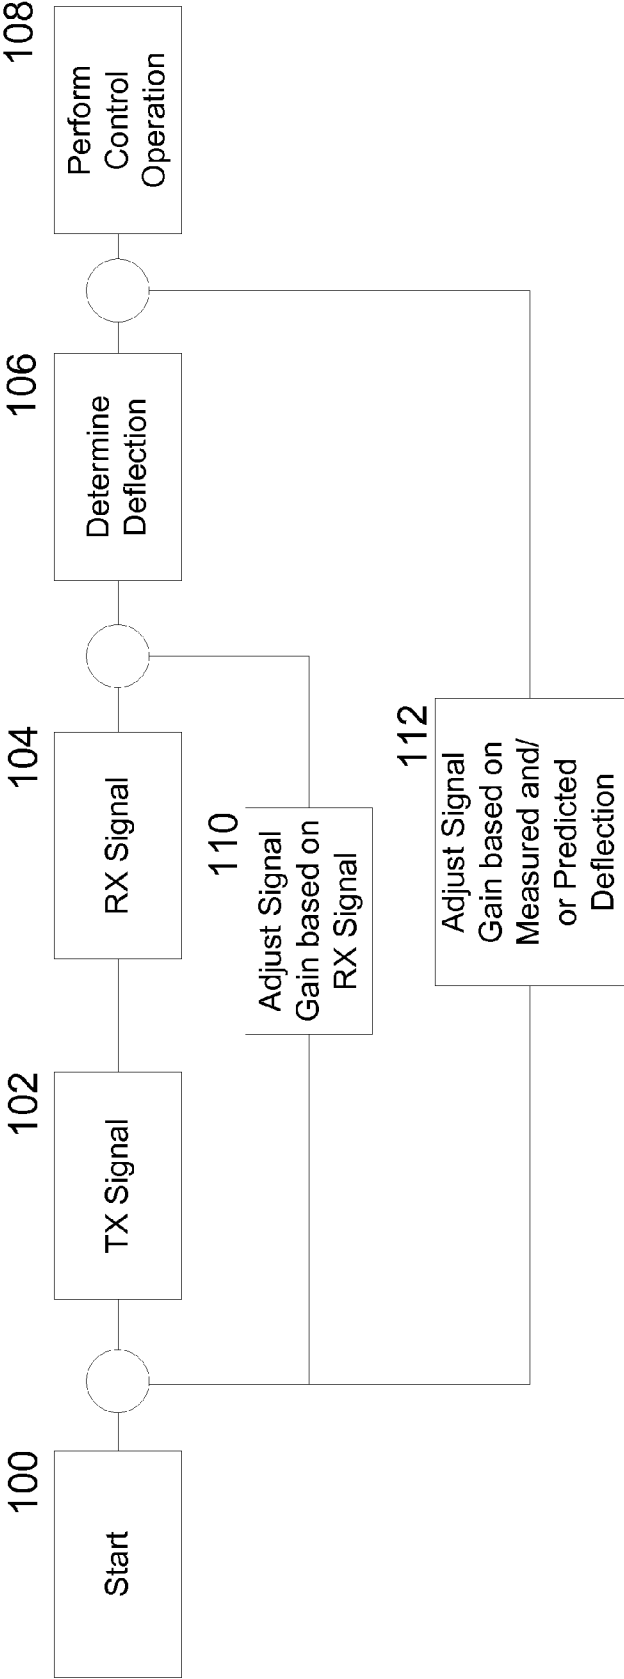 100
Start
102
TX Signal
104
RX Signal
106
Determine
Deflection
108
Perform
Control
Operation
110
Adjust Signal
Gain based on
RX Signal
112
Adjust Signal
Gain based on
Measured and/
or Predicted
Deflection